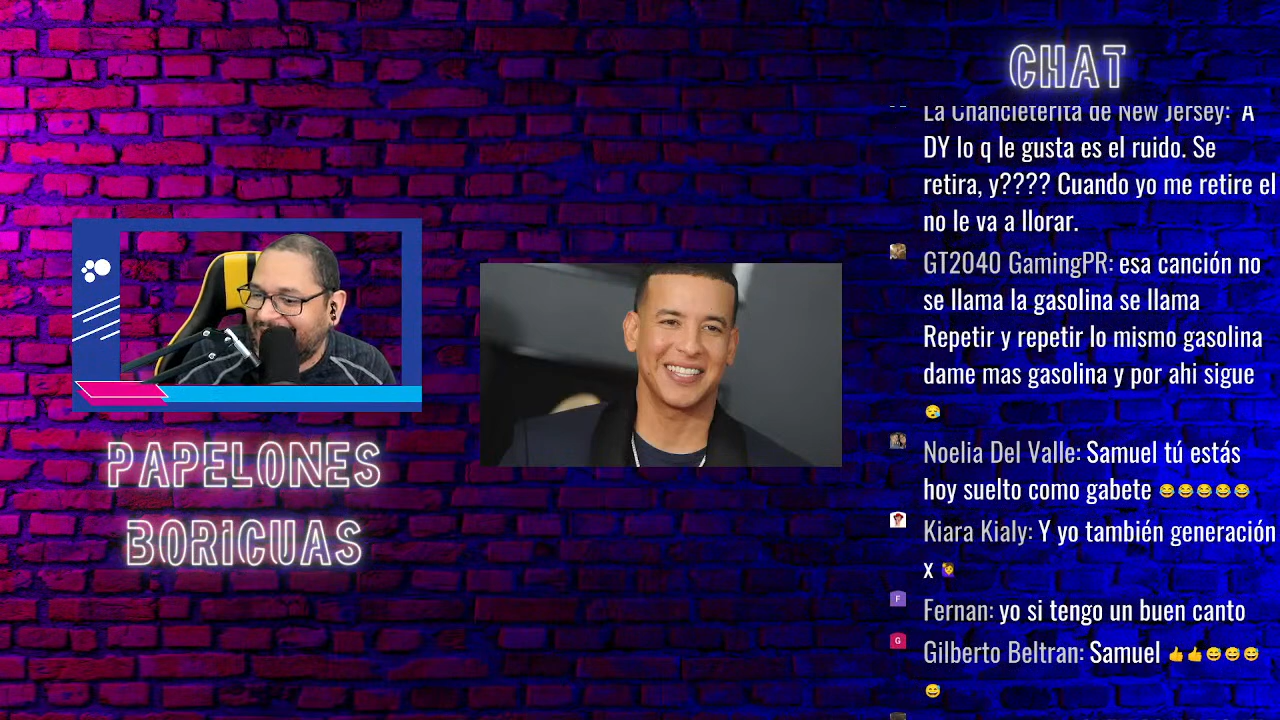 CHAT
La Chancleterita de New Jersey: A
DY lo q le gusta es el ruido. Se
retira, y???? Cuando yo me retire el
no le va a llorar.
GT2040 GamingPR: esa canción no
se llama la gasolina se llama
Repetir y repetir lo mismo gasolina
dame mas gasolina y por ahi sigue
😪
Noelia Del Valle: Samuel tú estás
hoy suelto como gabete 😂😂😂😂😂
Kiara Kialy: Y yo también generación
x 🙋‍♀️
F
Fernan: yo si tengo un buen canto
G
Gilberto Beltran: Samuel 👍👍😅😅😅
😅
PAPELONES
BORICUAS